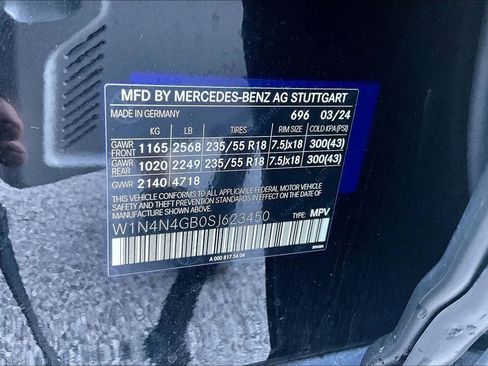 MFD BY MERCEDES-BENZ AG STUTTGART
MADE IN GERMANY 696 03/24
KG LB TIRES RIM SIZE COLD KPA(PSI)
GAWR FRONT 1165 2568 235/55 R18 7.5Jx18 300(43)
GAWR REAR 1020 2249 235/55 R18 7.5Jx18 300(43)
GVWR 2140 4718
THIS VEHICLE CONFORMS TO ALL APPLICABLE FEDERAL MOTOR VEHICLE
SAFETY AND THEFT PREVENTION STANDARDS IN EFFECT ON THE DATE OF
MANUFACTURE SHOWN ABOVE.
W1N4N4GB0SJ623450 TYPE: MPV
A 000 817 54 04